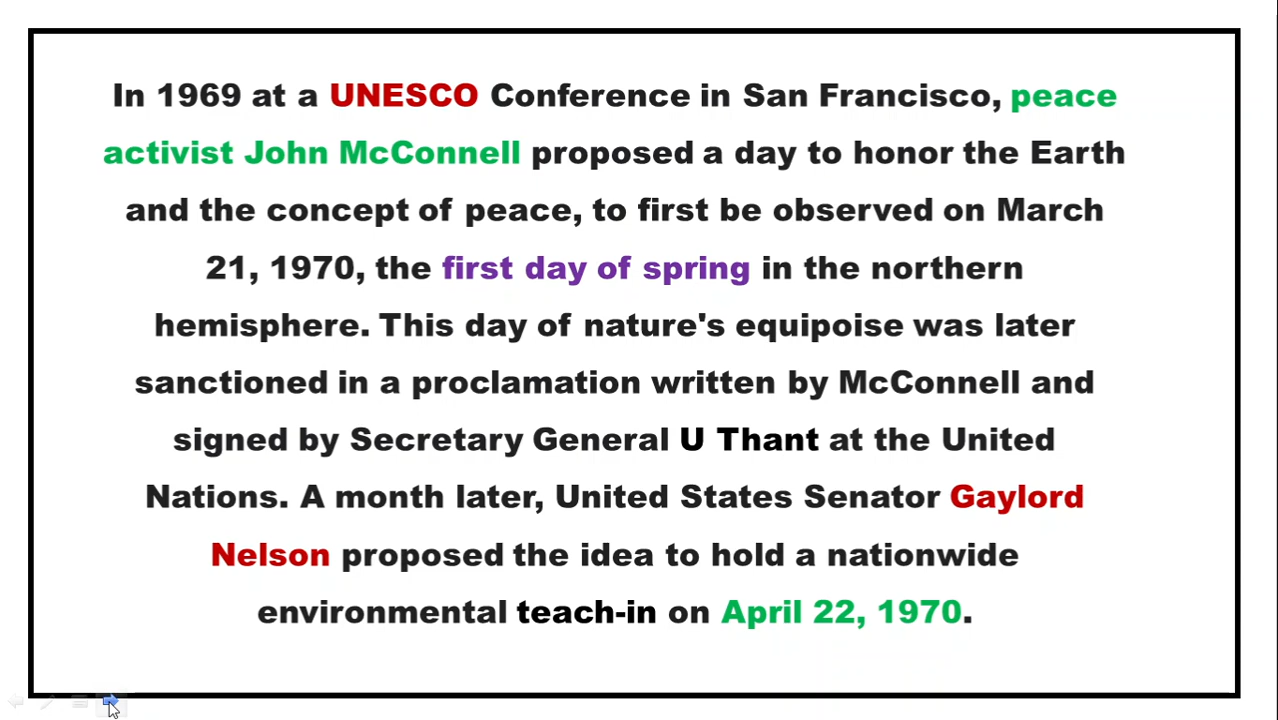 In 1969 at a UNESCO Conference in San Francisco, peace
activist John McConnell proposed a day to honor the Earth
and the concept of peace, to first be observed on March
21, 1970, the first day of spring in the northern
hemisphere. This day of nature's equipoise was later
sanctioned in a proclamation written by McConnell and
signed by Secretary General U Thant at the United
Nations. A month later, United States Senator Gaylord
Nelson proposed the idea to hold a nationwide
environmental teach-in on April 22, 1970.